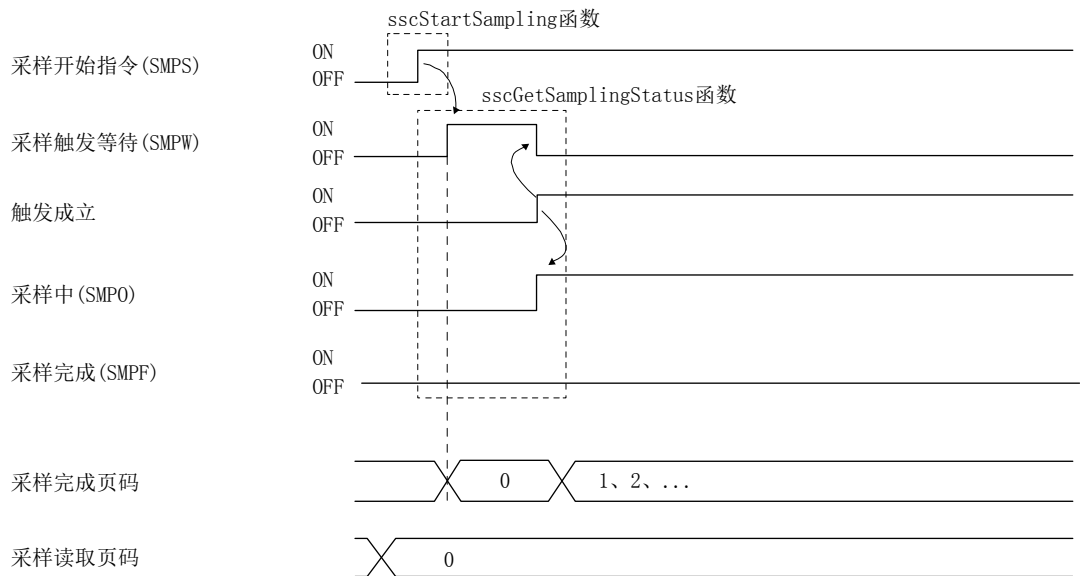 sscStartSampling函数
采样开始指令(SMPS)
ON
OFF
sscGetSamplingStatus函数
采样触发等待(SMPW)
ON
OFF
触发成立
ON
OFF
采样中(SMPO)
ON
OFF
采样完成(SMPF)
ON
OFF
采样完成页码
0
1、2、...
采样读取页码
0